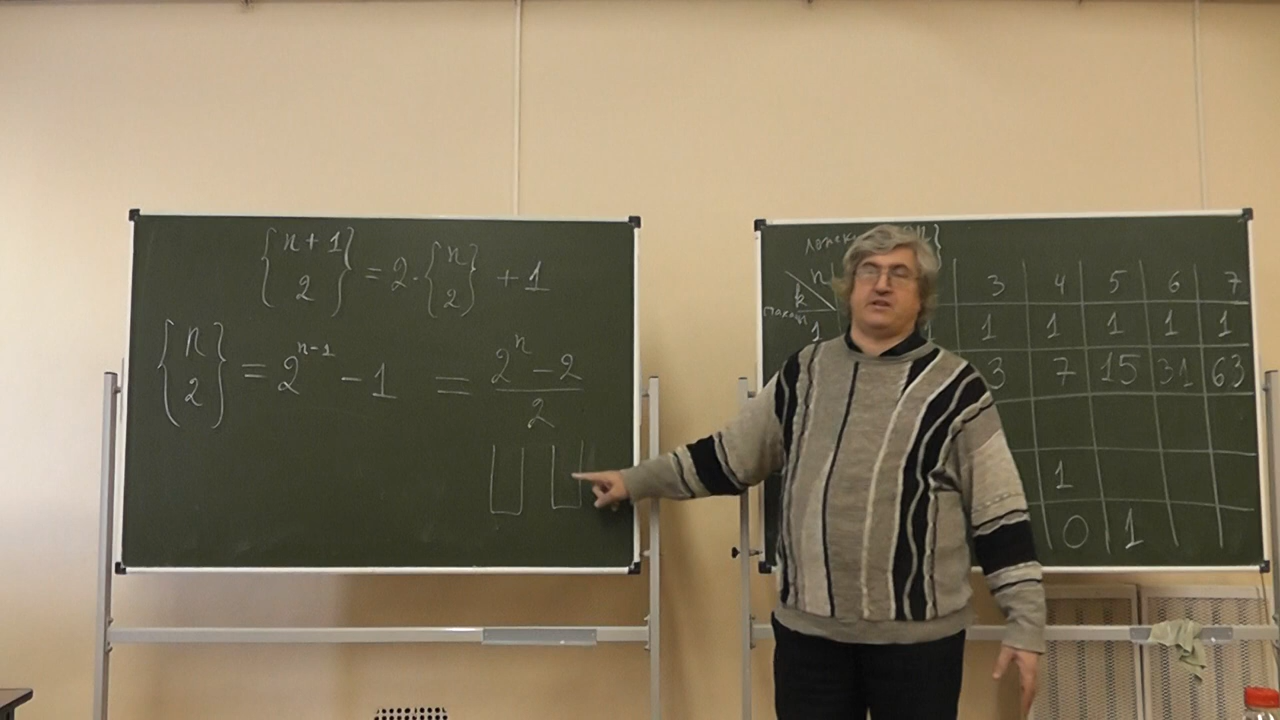 {n + 1
2} = 2 · {n
2} + 1
{n
2} = 2^{n-1} - 1 = \frac{2^n - 2}{2}
n}
n 3 4 5 6 7
k
1 1 1 1 1 1
3 7 15 31 63
1
0 1